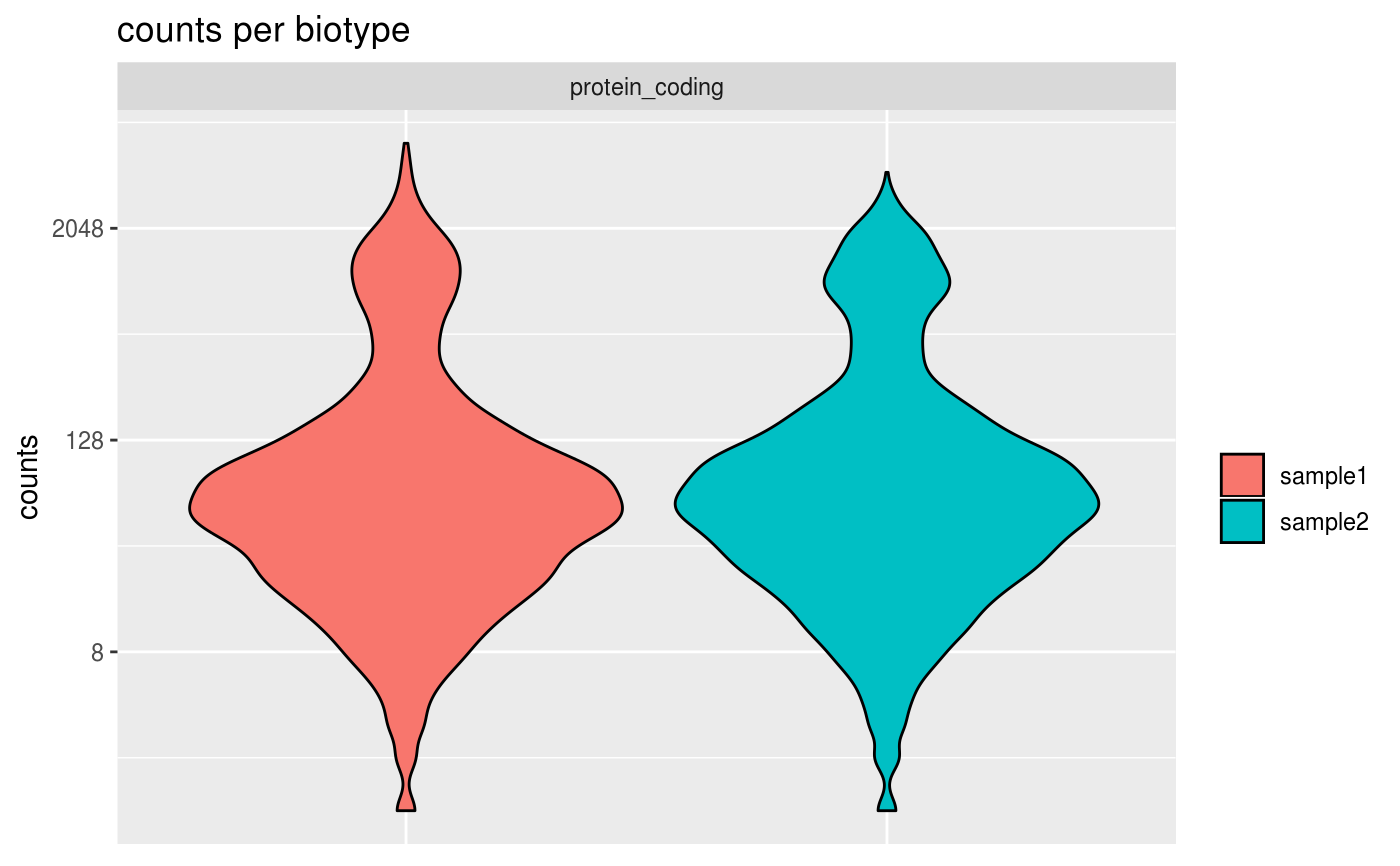 counts per biotype
protein_coding
2048
128
8
counts
sample1
sample2